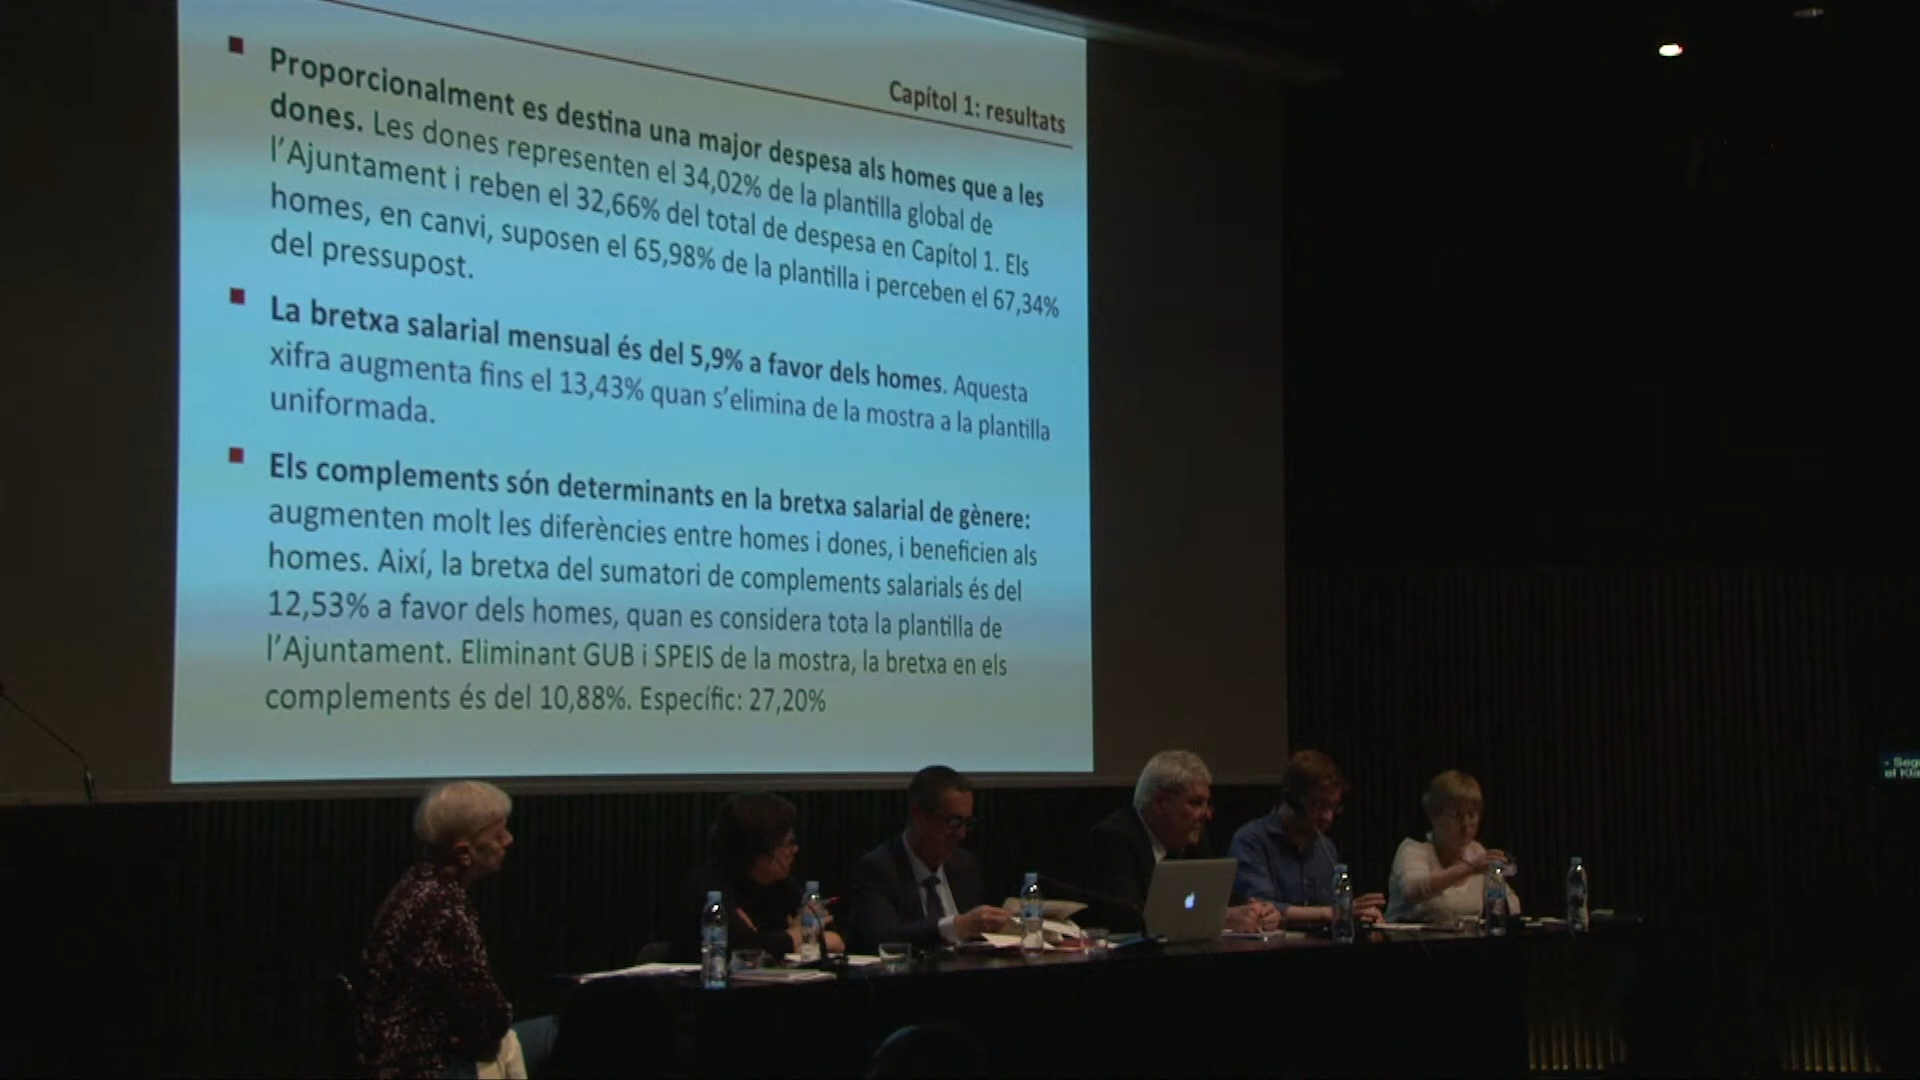 Capítol 1: resultats
Proporcionalment es destina una major despesa als homes que a les
dones. Les dones representen el 34,02% de la plantilla global de
l'Ajuntament i reben el 32,66% del total de despesa en Capítol 1. Els
homes, en canvi, suposen el 65,98% de la plantilla i perceben el 67,34%
del pressupost.
La bretxa salarial mensual és del 5,9% a favor dels homes. Aquesta
xifra augmenta fins el 13,43% quan s'elimina de la mostra a la plantilla
uniformada.
Els complements són determinants en la bretxa salarial de gènere:
augmenten molt les diferències entre homes i dones, i beneficien als
homes. Així, la bretxa del sumatori de complements salarials és del
12,53% a favor dels homes, quan es considera tota la plantilla de
l'Ajuntament. Eliminant GUB i SPEIS de la mostra, la bretxa en els
complements és del 10,88%. Específic: 27,20%